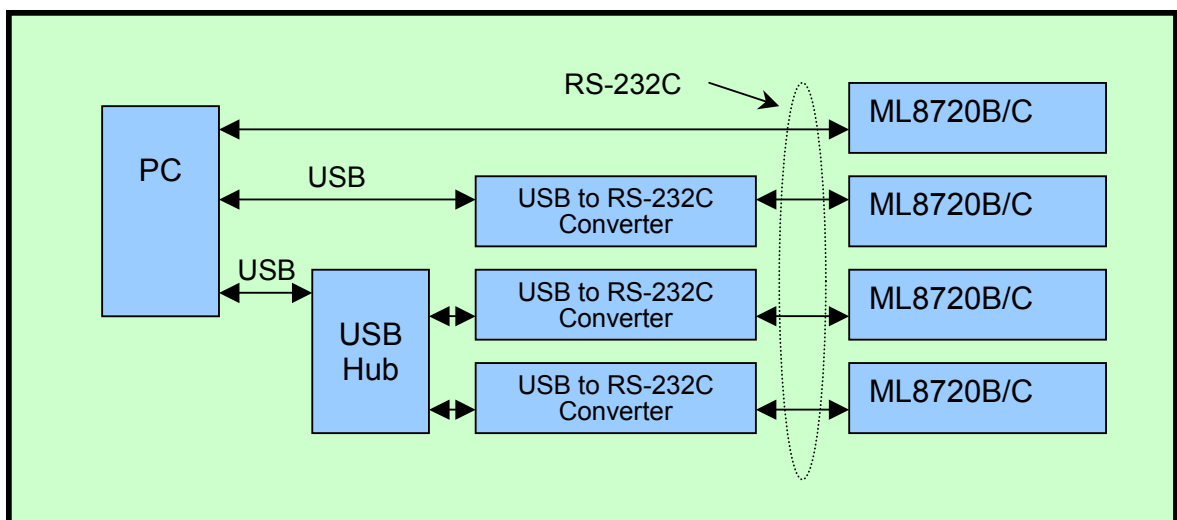 RS-232C
ML8720B/C
PC
USB
USB to RS-232C
Converter
ML8720B/C
USB
USB
Hub
USB to RS-232C
Converter
ML8720B/C
USB to RS-232C
Converter
ML8720B/C